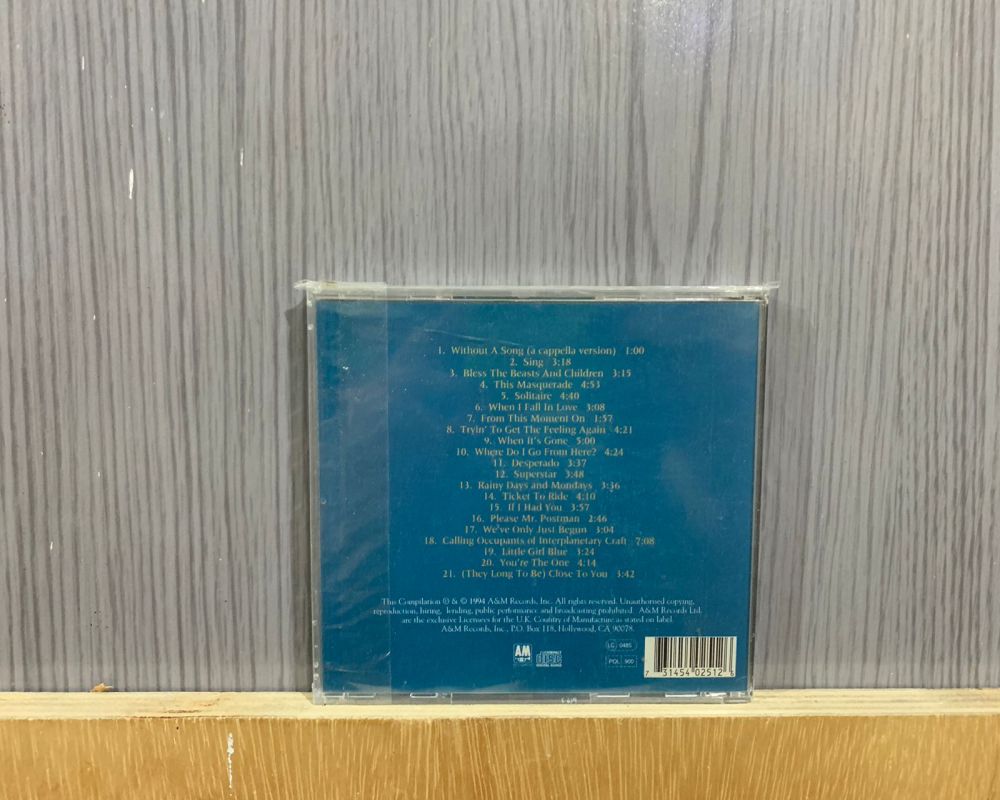 1. Without A Song (a cappella version) 1:00
2. Sing 3:18
3. Bless The Beasts And Children 3:15
4. This Masquerade 4:53
5. Solitaire 4:40
6. When I Fall In Love 3:08
7. From This Moment On 1:57
8. Tryin' To Get The Feeling Again 4:21
9. When It's Gone 5:00
10. Where Do I Go From Here? 4:24
11. Desperado 3:37
12. Superstar 3:48
13. Rainy Days and Mondays 3:36
14. Ticket To Ride 4:10
15. If I Had You 3:57
16. Please Mr. Postman 2:46
17. We've Only Just Begun 3:04
18. Calling Occupants of Interplanetary Craft 7:08
19. Little Girl Blue 3:24
20. You're The One 4:14
21. (They Long To Be) Close To You 3:42
This Compilation ℗ & © 1994 A&M Records, Inc. All rights reserved. Unauthorised copying,
reproduction, hiring, lending, public performance and broadcasting prohibited. A&M Records Ltd.
are the exclusive Licensees for the U.K. Country of Manufacture as stated on label.
A&M Records, Inc., P.O. Box 118, Hollywood, CA 90078.
AM
COMPACT
disc
DIGITAL AUDIO
LC 0485
POL 900
7 31454 02512 6